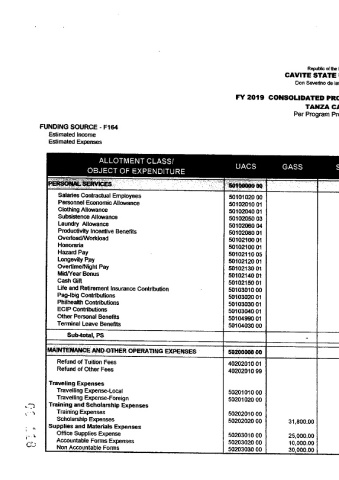 Republic of the
CAVITE STATE
Don Severino de las
FY 2019 CONSOLIDATED PRO
TANZA CA
Per Program Pro
FUNDING SOURCE - F164
Estimated Income
Estimated Expenses
ALLOTMENT CLASS/ OBJECT OF EXPENDITURE UACS GASS S
PERSONAL SERVICES 50100000 00
Salaries Contractual Employees 50101020 00
Personnel Economic Allowance 50102010 01
Clothing Allowance 50102040 01
Subsistence Allowance 50102050 03
Laundry Allowance 50102060 04
Productivity Incentive Benefits 50102080 01
Overload/Workload 50102100 01
Honoraria 50102100 01
Hazard Pay 50102110 05
Longevity Pay 50102120 01
Overtime/Night Pay 50102130 01
Mid/Year Bonus 50102140 01
Cash Gift 50102150 01
Life and Retirement Insurance Contribution 50103010 00
Pag-ibig Contributions 50103020 01
Philhealth Contributions 50103030 01
ECIP Contributions 50103040 01
Other Personal Benefits 50104990 01
Terminal Leave Benefits 50104030 00
Sub-total, PS -
MAINTENANCE AND OTHER OPERATING EXPENSES 50200000 00
Refund of Tuition Fees 40202010 01
Refund of Other Fees 40202010 99
Traveling Expenses
Travelling Expense-Local 50201010 00
Travelling Expense-Foreign 50201020 00
Training and Scholarship Expenses
Training Expenses 50202010 00
Scholarship Expenses 50202020 00 31,800.00
Supplies and Materials Expenses
Office Supplies Expense 50203010 00 25,000.00
Accountable Forms Expenses 50203020 00 10,000.00
Non Accountable Forms 50203030 00 30,000.00